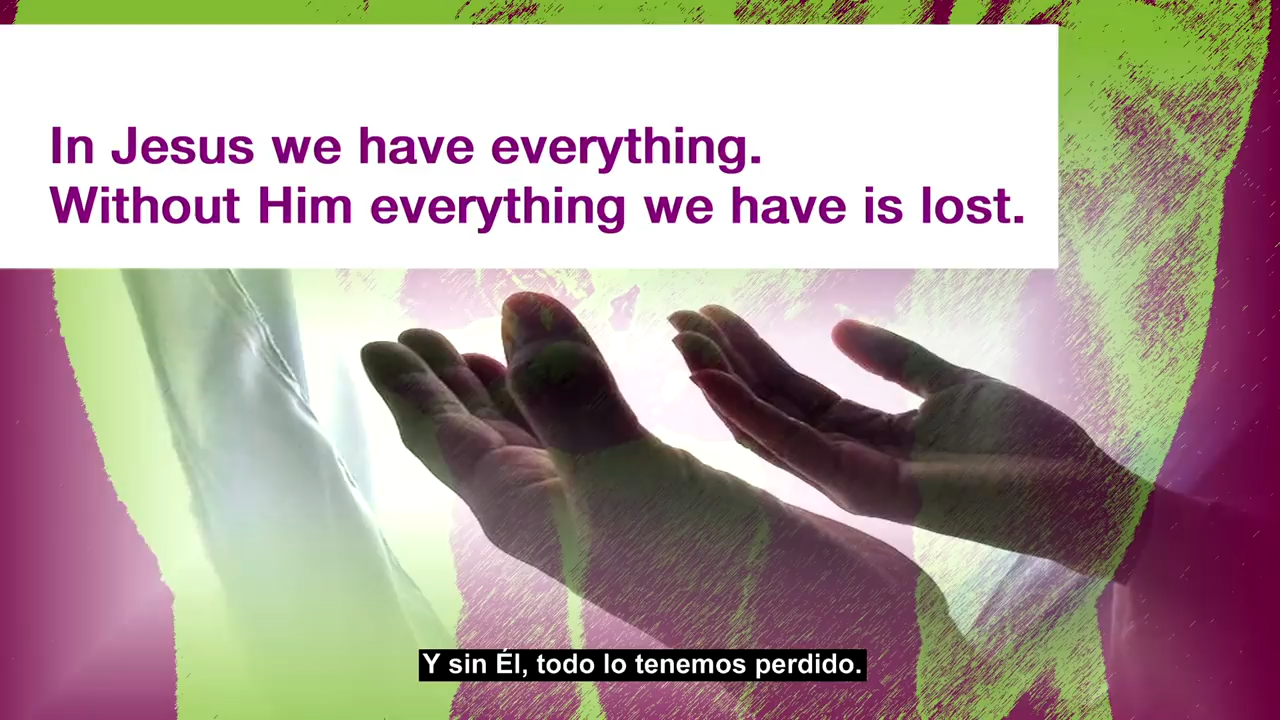 In Jesus we have everything.
Without Him everything we have is lost.
Y sin Él, todo lo tenemos perdido.